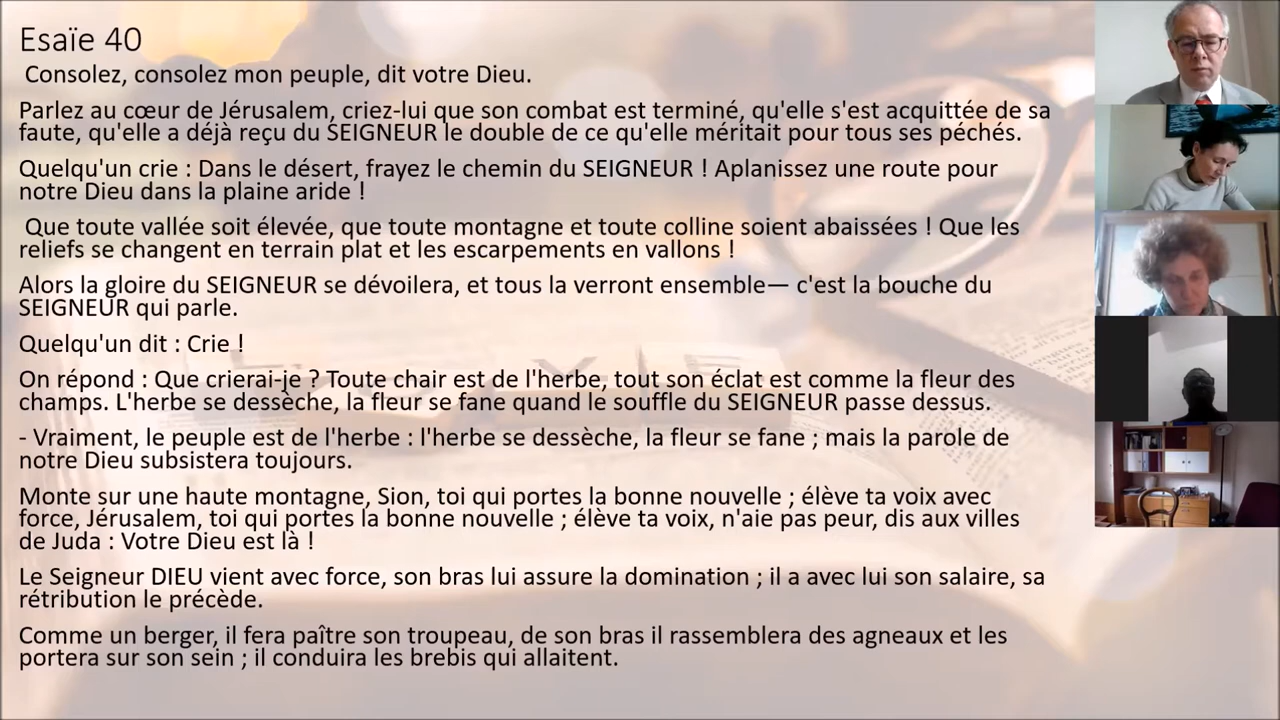 Esaïe 40
Consolez, consolez mon peuple, dit votre Dieu.
Parlez au cœur de Jérusalem, criez-lui que son combat est terminé, qu'elle s'est acquittée de sa
faute, qu'elle a déjà reçu du SEIGNEUR le double de ce qu'elle méritait pour tous ses péchés.
Quelqu'un crie : Dans le désert, frayez le chemin du SEIGNEUR ! Aplanissez une route pour
notre Dieu dans la plaine aride !
Que toute vallée soit élevée, que toute montagne et toute colline soient abaissées ! Que les
reliefs se changent en terrain plat et les escarpements en vallons !
Alors la gloire du SEIGNEUR se dévoilera, et tous la verront ensemble— c'est la bouche du
SEIGNEUR qui parle.
Quelqu'un dit : Crie !
On répond : Que crierai-je ? Toute chair est de l'herbe, tout son éclat est comme la fleur des
champs. L'herbe se dessèche, la fleur se fane quand le souffle du SEIGNEUR passe dessus.
- Vraiment, le peuple est de l'herbe : l'herbe se dessèche, la fleur se fane ; mais la parole de
notre Dieu subsistera toujours.
Monte sur une haute montagne, Sion, toi qui portes la bonne nouvelle ; élève ta voix avec
force, Jérusalem, toi qui portes la bonne nouvelle ; élève ta voix, n'aie pas peur, dis aux villes
de Juda : Votre Dieu est là !
Le Seigneur DIEU vient avec force, son bras lui assure la domination ; il a avec lui son salaire, sa
rétribution le précède.
Comme un berger, il fera paître son troupeau, de son bras il rassemblera des agneaux et les
portera sur son sein ; il conduira les brebis qui allaitent.